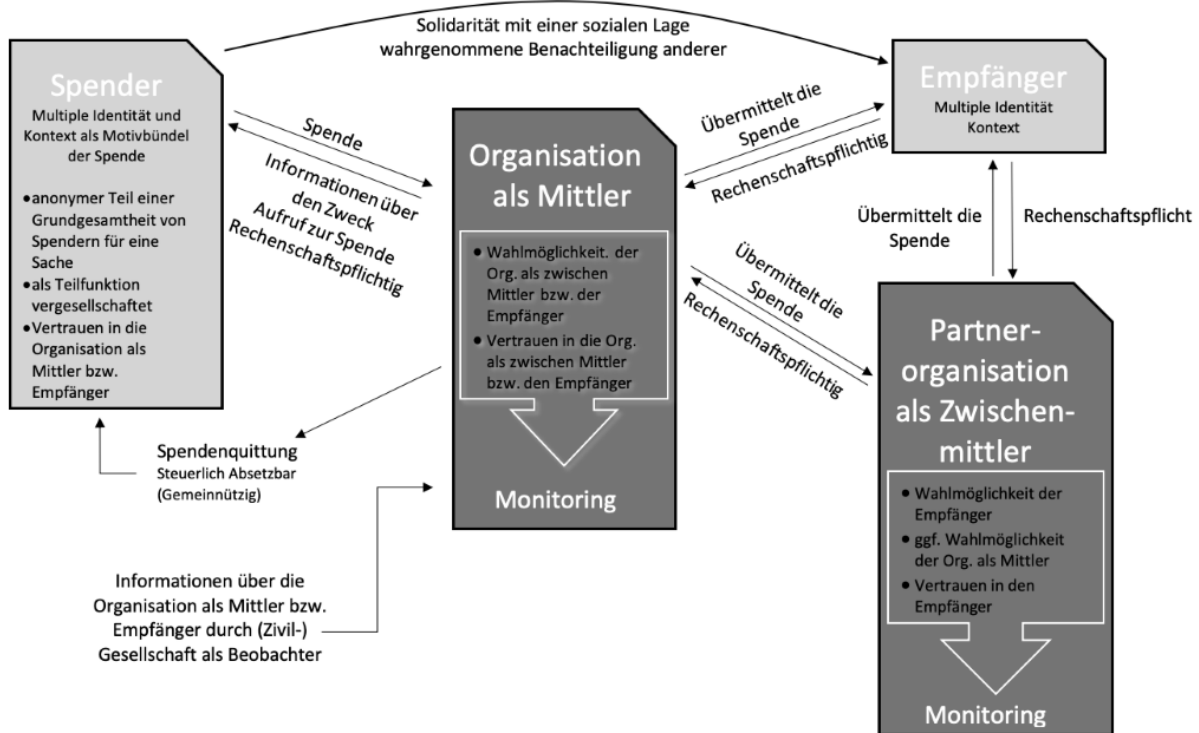 Solidarität mit einer sozialen Lage
wahrgenommene Benachteiligung anderer
Spender
Multiple Identität und
Kontext als Motivbündel
der Spende
•anonymer Teil einer
Grundgesamtheit von
Spendern für eine
Sache
•als Teilfunktion
vergesellschaftet
•Vertrauen in die
Organisation als
Mittler bzw.
Empfänger
Spende
Informationen über
den Zweck
Aufruf zur Spende
Rechenschaftspflichtig
Spendenquittung
Steuerlich Absetzbar
(Gemeinnützig)
Informationen über die
Organisation als Mittler bzw.
Empfänger durch (Zivil-)
Gesellschaft als Beobachter
Organisation
als Mittler
• Wahlmöglichkeit. der
Org. als zwischen
Mittler bzw. der
Empfänger
• Vertrauen in die Org.
als zwischen Mittler
bzw. den Empfänger
Monitoring
Übermittelt die
Spende
Rechenschaftspflichtig
Übermittelt die
Spende
Rechenschaftspflichtig
Empfänger
Multiple Identität
Kontext
Übermittelt die
Spende
Rechenschaftspflicht
Partner-
organisation
als Zwischen-
mittler
• Wahlmöglichkeit der
Empfänger
• ggf. Wahlmöglichkeit
der Org. als Mittler
• Vertrauen in den
Empfänger
Monitoring